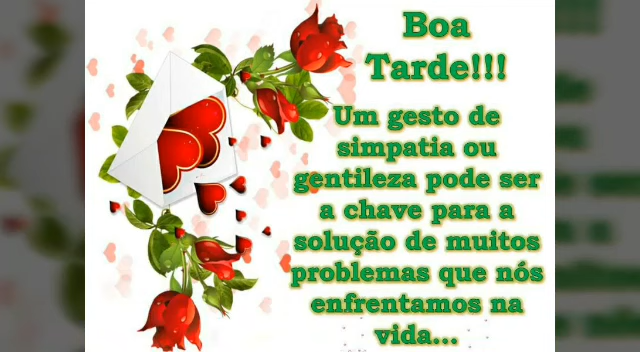 Boa
Tarde!!!
Um gesto de
simpatia ou
gentileza pode ser
a chave para a
solução de muitos
problemas que nós
enfrentamos na
vida...